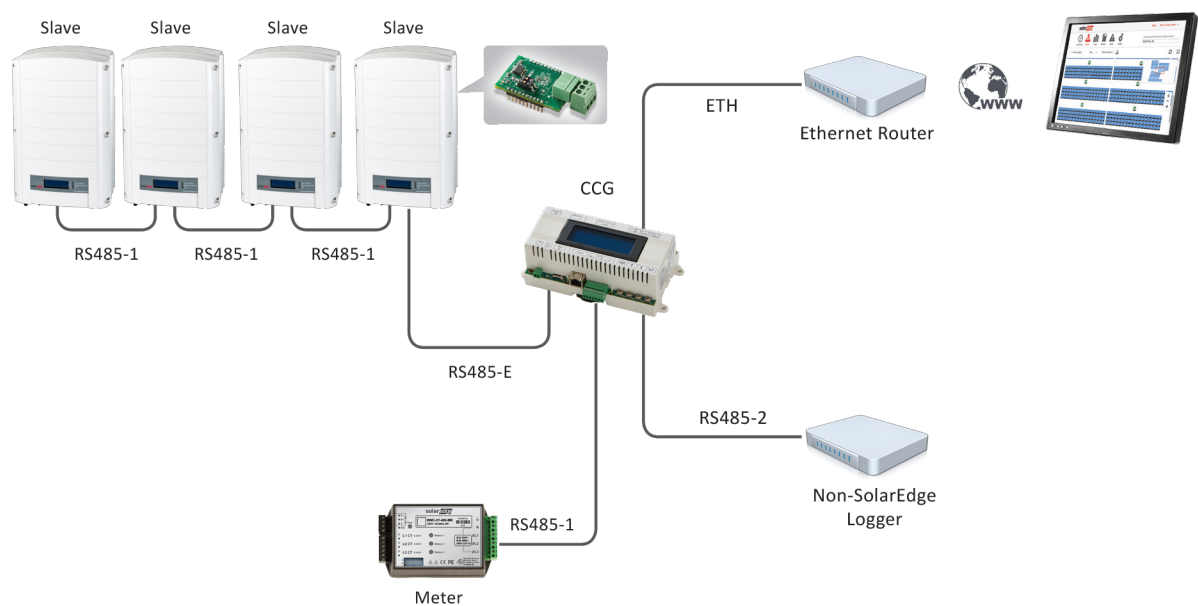 Slave
Slave
Slave
Slave
ETH
Ethernet Router
WWW
CCG
RS485-1
RS485-1
RS485-1
RS485-E
RS485-2
Non-SolarEdge
Logger
solar
RS485-1
Meter